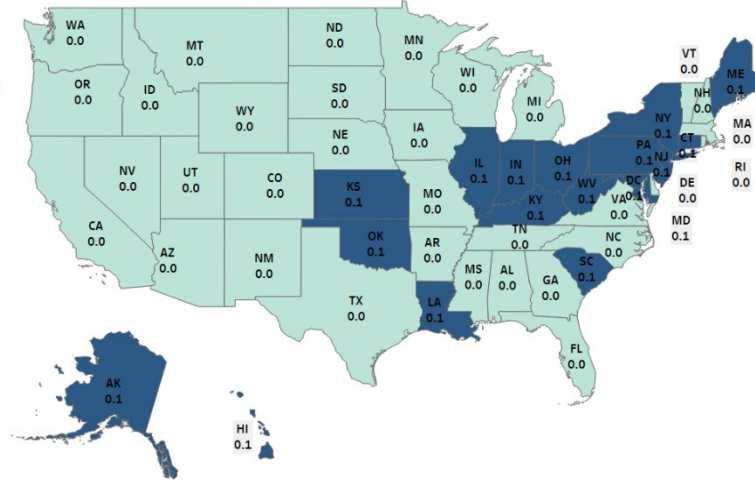 WA
0.0
MT
0.0
ND
0.0
MN
0.0
VT
0.0
ME
0.1
OR
0.0
ID
0.0
SD
0.0
WI
0.0
MI
0.0
NH
0.0
NY
0.1
MA
0.0
WY
0.0
IA
0.0
NE
0.0
CT
0.1
PA
0.1
RI
0.0
NV
0.0
UT
0.0
CO
0.0
KS
0.1
MO
0.0
IL
0.1
IN
0.1
OH
0.1
WV
0.1
KY
0.1
NJ
0.1
DC
0.1
DE
0.0
VA
0.0
MD
0.1
CA
0.0
AZ
0.0
NM
0.0
OK
0.1
AR
0.0
TN
0.0
NC
0.0
SC
0.1
MS
0.0
AL
0.0
GA
0.0
TX
0.0
LA
0.1
FL
0.0
AK
0.1
HI
0.1